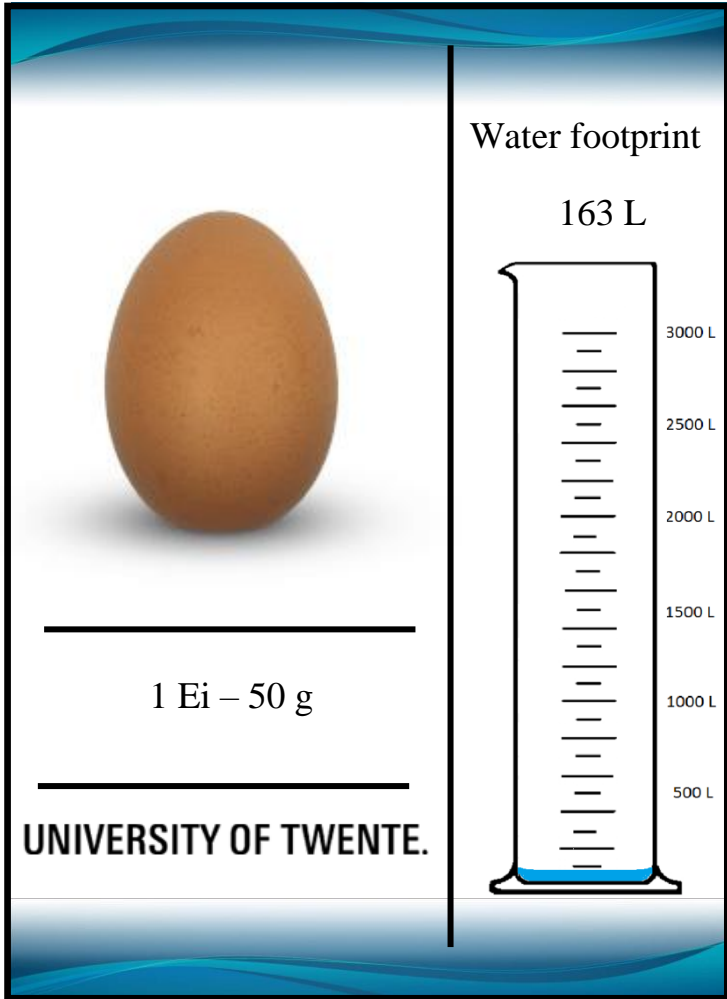 Water footprint
163 L
3000 L
2500 L
2000 L
1500 L
1000 L
500 L
1 Ei – 50 g
UNIVERSITY OF TWENTE.